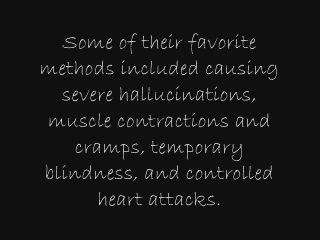 Some of their favorite
methods included causing
severe hallucinations,
muscle contractions and
cramps, temporary
blindness, and controlled
heart attacks.